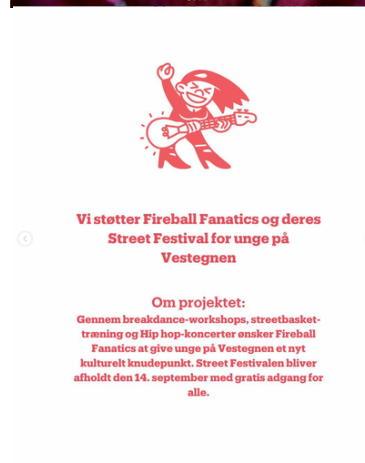 Vi støtter Fireball Fanatics og deres
Street Festival for unge på
Vestegnen
Om projektet:
Gennem breakdance-workshops, streetbasket-
træning og Hip hop-koncerter ønsker Fireball
Fanatics at give unge på Vestegnen et nyt
kulturelt knudepunkt. Street Festivalen bliver
afholdt den 14. september med gratis adgang for
alle.